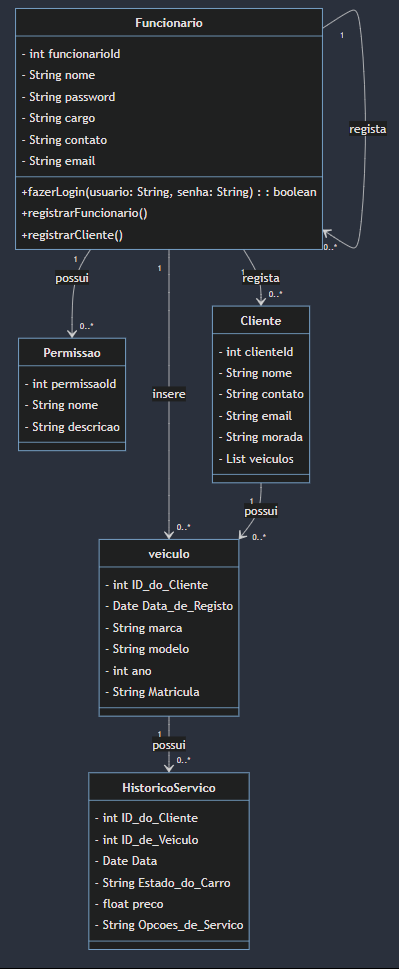 Funcionario
- int funcionarioId
- String nome
- String password
- String cargo
- String contato
- String email
+fazerLogin(usuario: String, senha: String) : : boolean
+registrarFuncionario()
+registrarCliente()
1
regista
0..*
1
possui
0..*
1
insere
0..*
1
regista
0..*
Permissao
- int permissaoId
- String nome
- String descricao
Cliente
- int clienteId
- String nome
- String contato
- String email
- String morada
- List veiculos
1
possui
0..*
veiculo
- int ID_do_Cliente
- Date Data_de_Registo
- String marca
- String modelo
- int ano
- String Matricula
1
possui
0..*
HistoricoServico
- int ID_do_Cliente
- int ID_de_Veiculo
- Date Data
- String Estado_do_Carro
- float preco
- String Opcoes_de_Servico